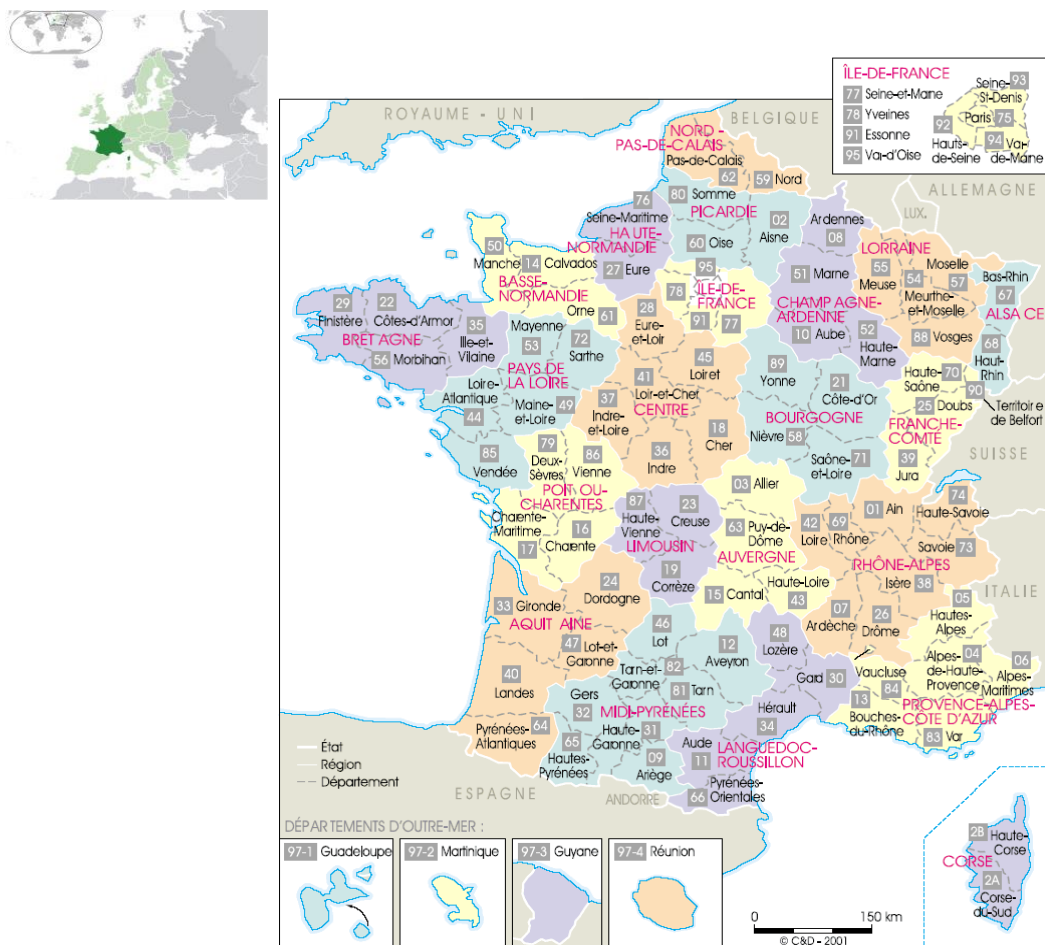 ÎLE-DE-FRANCE
77 Seine-et-Marne
78 Yvelines
91 Essonne
95 Val-d'Oise
Seine- 93
St-Denis
Paris 75
92
Hauts-
de-Seine
94 Val-
de-Marne
ROYAUME-UNI
BELGIQUE
ALLEMAGNE
LUX.
SUISSE
ITALIE
ESPAGNE
ANDORRE
NORD-
PAS-DE-CALAIS
Pas-de-Calais
62
59 Nord
80 Somme
PICARDIE
02
Aisne
60 Oise
76
Seine-Maritime
HAUTE-
NORMANDIE
27 Eure
Ardennes
08
51 Marne
CHAMPAGNE-
ARDENNE
10 Aube
52
Haute-
Marne
LORRAINE
55
Meuse
54
Meurthe-
et-Moselle
Moselle
57
88 Vosges
Bas-Rhin
67
ALSACE
68
Haut-
Rhin
50
Manche
14 Calvados
BASSE-
NORMANDIE
Orne 61
95
78
ÎLE-DE-
FRANCE
91
77
29
Finistère
22
Côtes-d'Armor
35
Ille-et-
Vilaine
BRETAGNE
56 Morbihan
Mayenne
53
72
Sarthe
PAYS DE
LA LOIRE
Loire-
Atlantique
44
Maine-
et-Loire 49
85
Vendée
28
Eure-
et-Loir
45
Loiret
41
Loir-et-Cher
CENTRE
37
Indre-
et-Loire
18
Cher
36
Indre
89
Yonne
21
Côte-d'Or
BOURGOGNE
Nièvre 58
Saône-
et-Loire 71
Haute-
Saône 70
90
Territoire
de Belfort
25 Doubs
FRANCHE-
COMTÉ
39
Jura
79
Deux-
Sèvres
86
Vienne
POITOU-
CHARENTES
Charente-
Maritime
17
16
Charente
87
Haute-
Vienne
23
Creuse
LIMOUSIN
19
Corrèze
03 Allier
63 Puy-de-
Dôme
AUVERGNE
15 Cantal
Haute-Loire
43
42
Loire
69
Rhône
01
Ain
74
Haute-Savoie
Savoie 73
RHÔNE-ALPES
Isère 38
07
Ardèche
26
Drôme
24
Dordogne
33 Gironde
AQUITAINE
47 Lot-et-
Garonne
40
Landes
Pyrénées- 64
Atlantiques
46
Lot
12
Aveyron
Tarn-et- 82
Garonne
81 Tarn
Gers
32
MIDI-PYRÉNÉES
Haute- 31
Garonne
65
Hautes-
Pyrénées
09
Ariège
48
Lozère
Gard 30
Hérault
34
Aude
11
LANGUEDOC-
ROUSSILLON
Pyrénées-
66 Orientales
05
Hautes-
Alpes
Alpes- 04
de-Haute-
Provence
06
Alpes-
Maritimes
Vaucluse
84
13
Bouches-
du-Rhône
PROVENCE-ALPES-
CÔTE D'AZUR
83 Var
2B Haute-
Corse
CORSE
2A
Corse-
du-Sud
État
Région
Département
DÉPARTEMENTS D'OUTRE-MER :
97-1 Guadeloupe
97-2 Martinique
97-3 Guyane
97-4 Réunion
0 150 km
© C&D - 2001